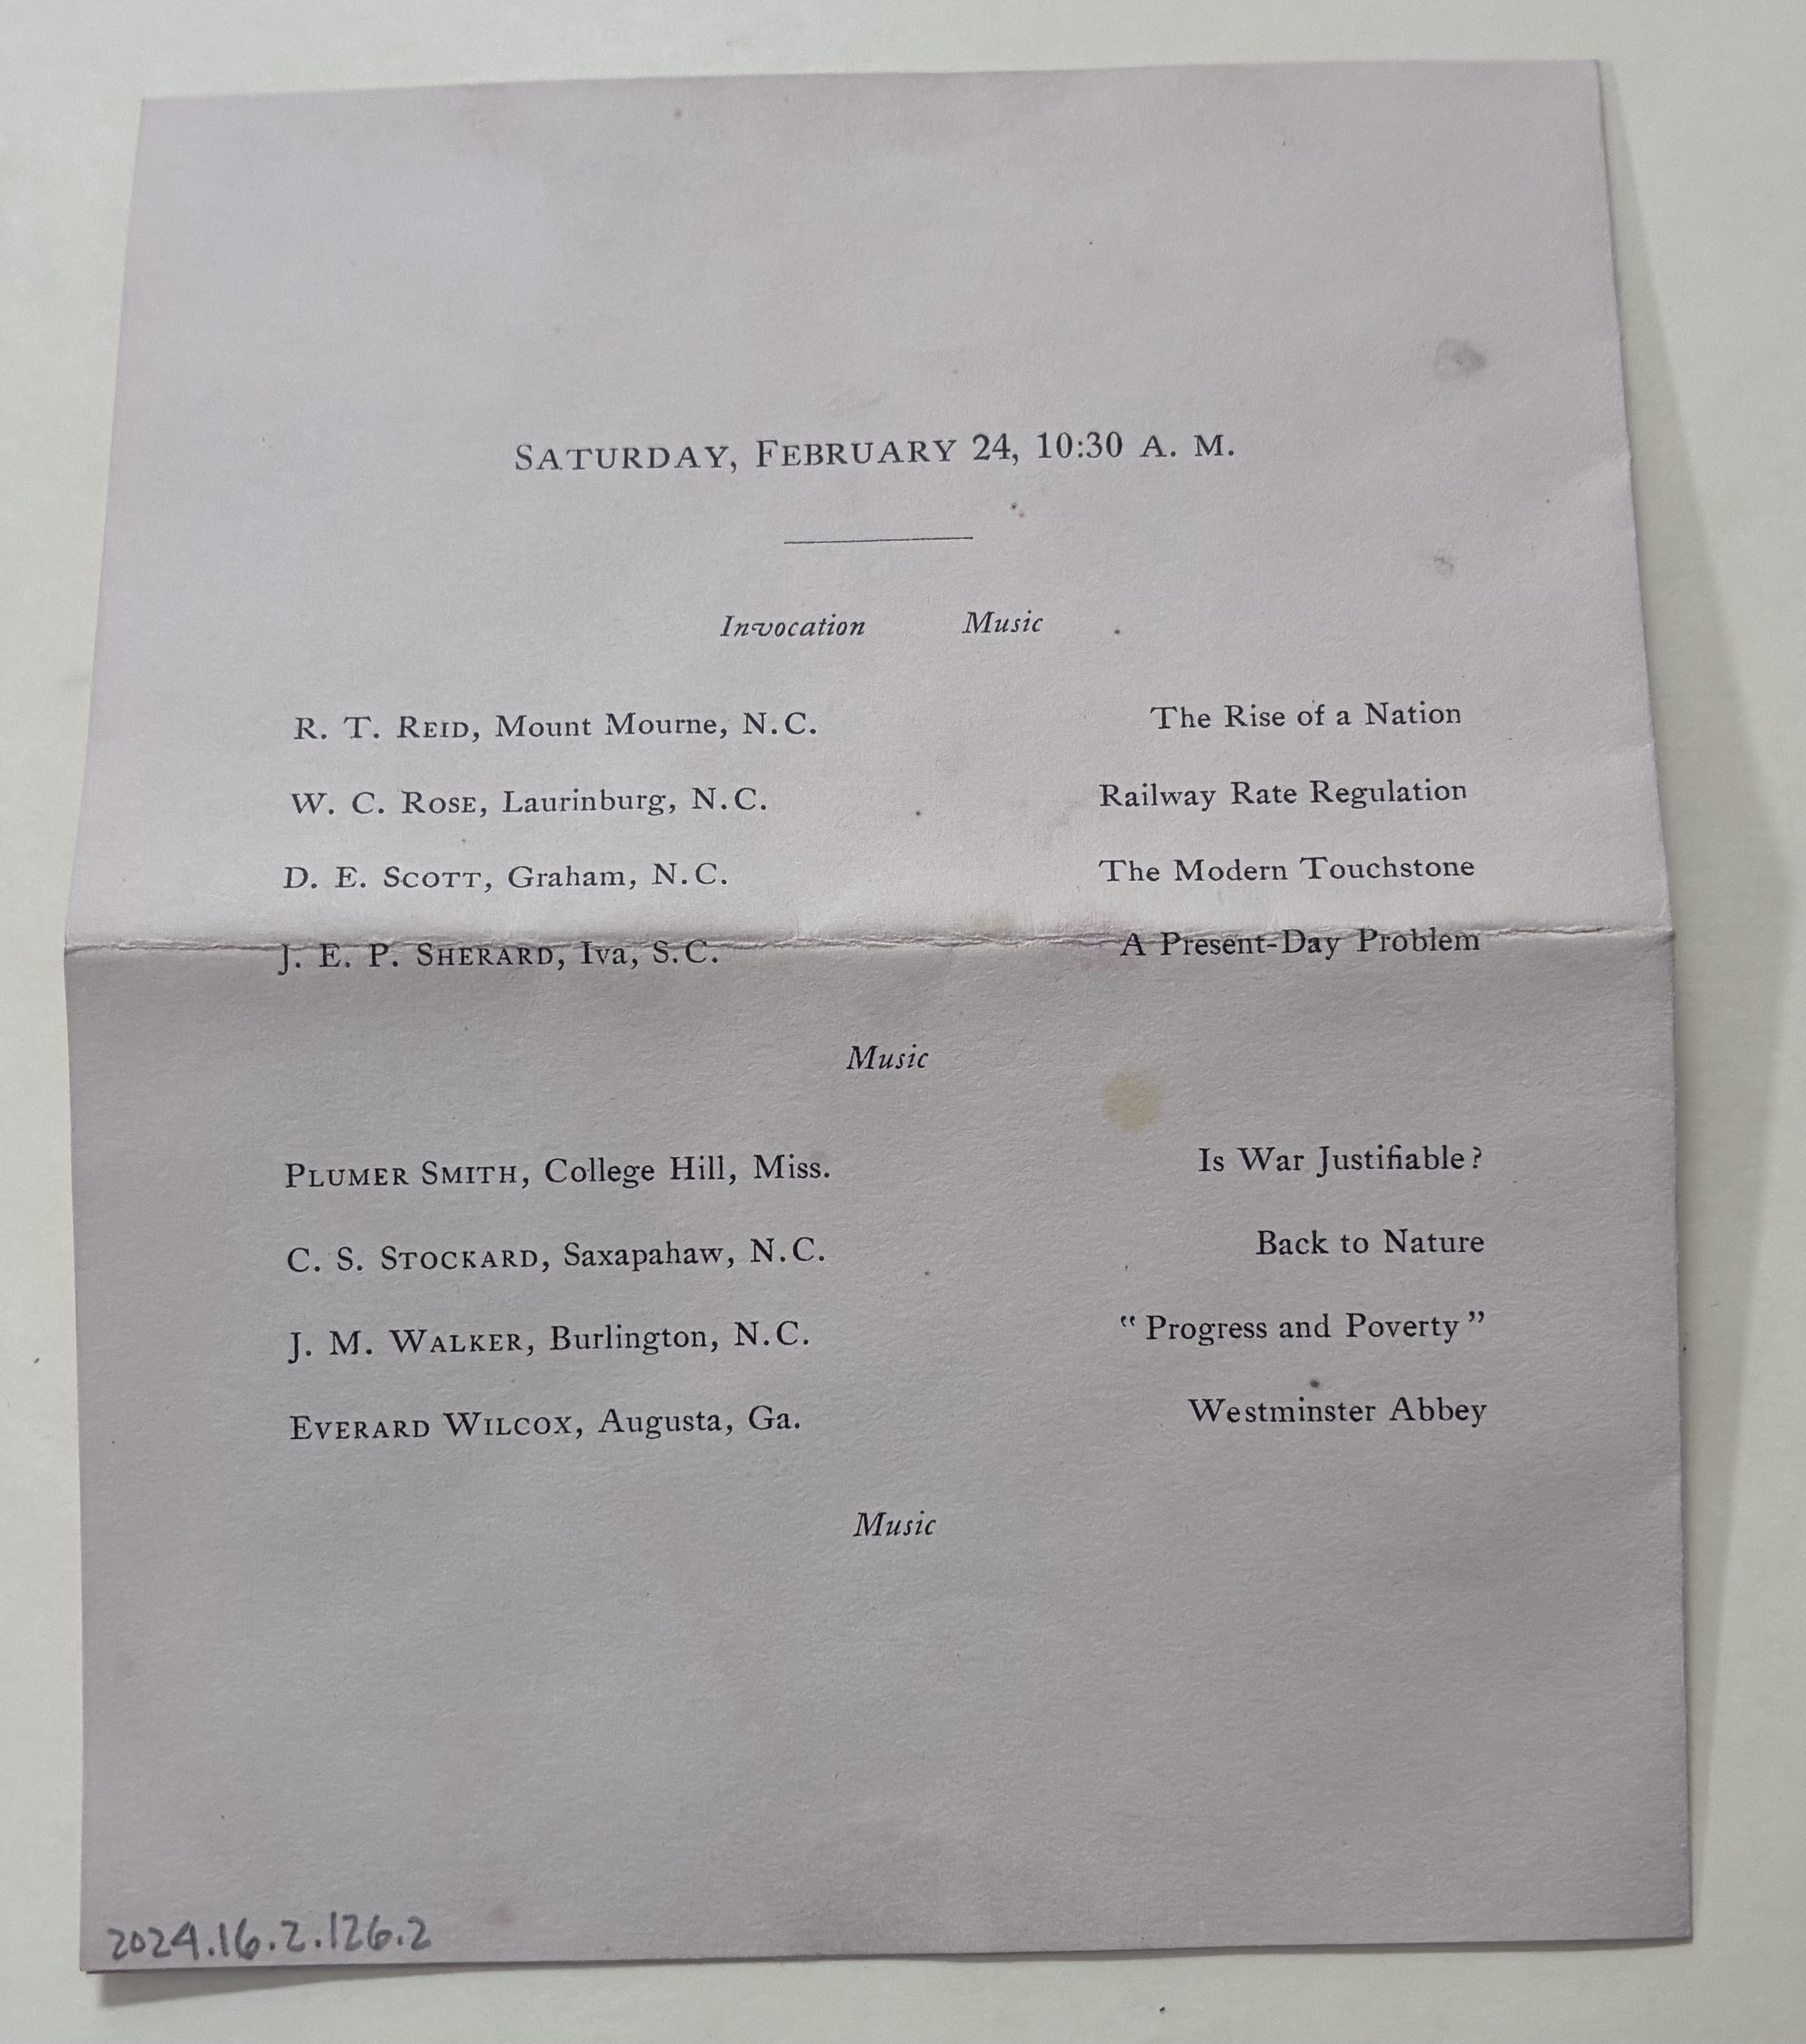 SATURDAY, FEBRUARY 24, 10:30 A. M.
Invocation Music
R. T. REID, Mount Mourne, N.C. The Rise of a Nation
W. C. ROSE, Laurinburg, N.C. Railway Rate Regulation
D. E. SCOTT, Graham, N.C. The Modern Touchstone
J. E. P. SHERARD, Iva, S.C. A Present-Day Problem
Music
PLUMER SMITH, College Hill, Miss. Is War Justifiable?
C. S. STOCKARD, Saxapahaw, N.C. Back to Nature
J. M. WALKER, Burlington, N.C. “Progress and Poverty”
EVERARD WILCOX, Augusta, Ga. Westminster Abbey
Music
2024.16.2.126.2